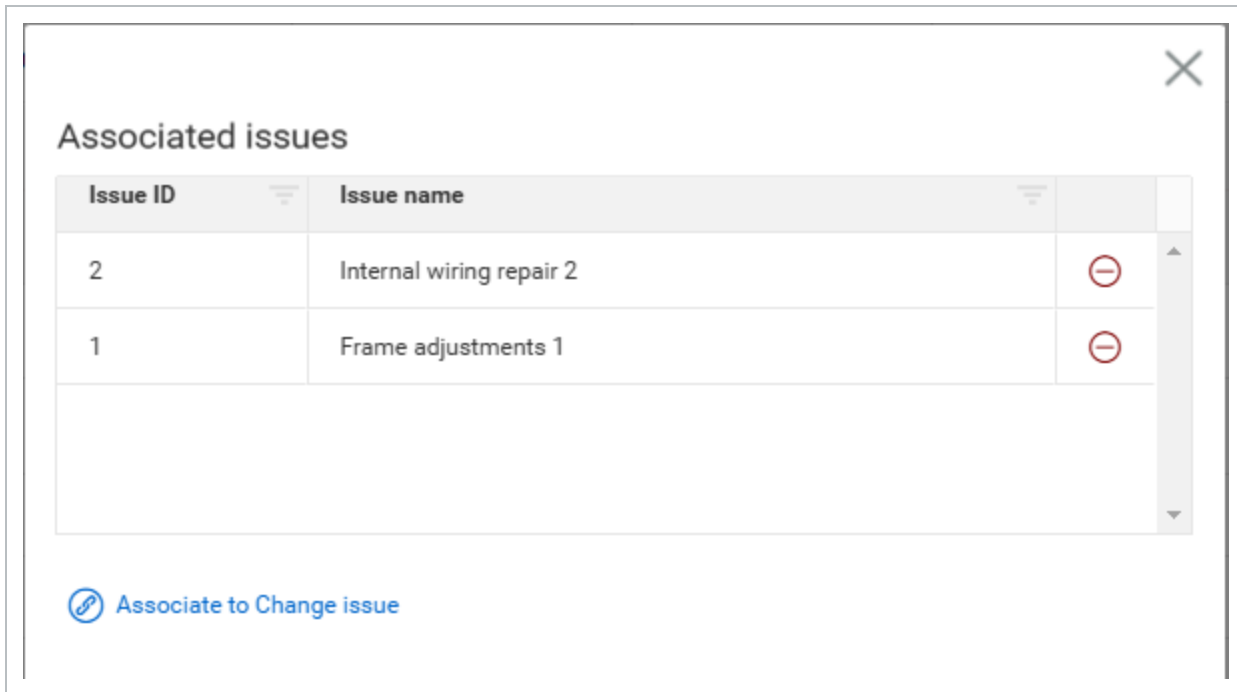 Associated issues
Issue ID Issue name
2 Internal wiring repair 2
1 Frame adjustments 1
Associate to Change issue